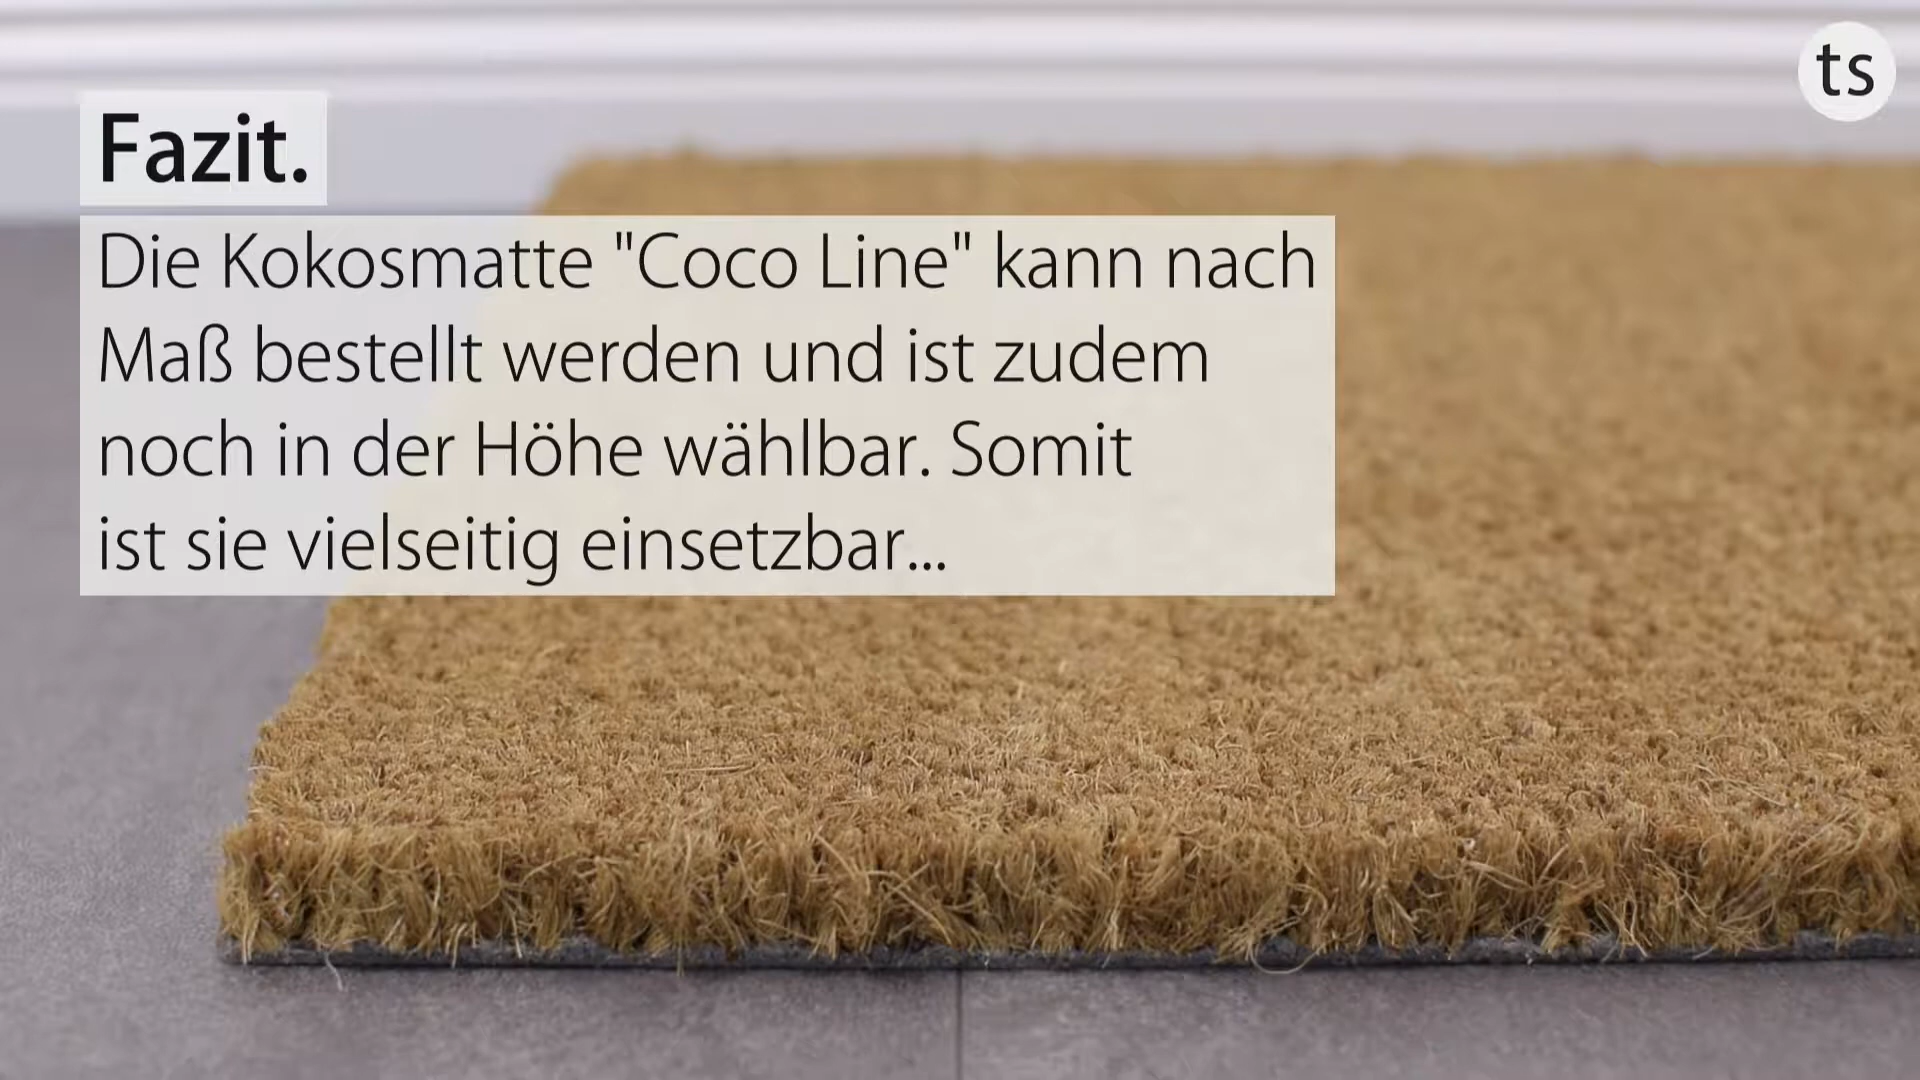 ts
Fazit.
Die Kokosmatte "Coco Line" kann nach
Maß bestellt werden und ist zudem
noch in der Höhe wählbar. Somit
ist sie vielseitig einsetzbar...